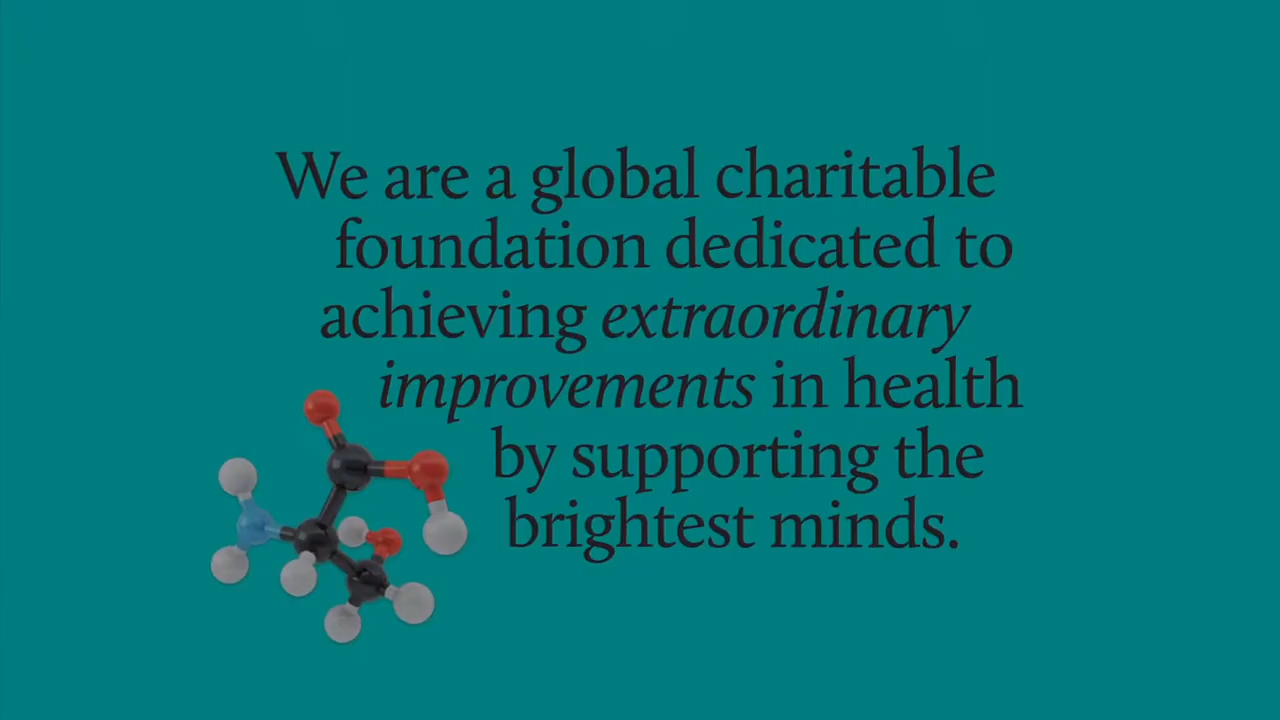 We are a global charitable
foundation dedicated to
achieving extraordinary
improvements in health
by supporting the
brightest minds.